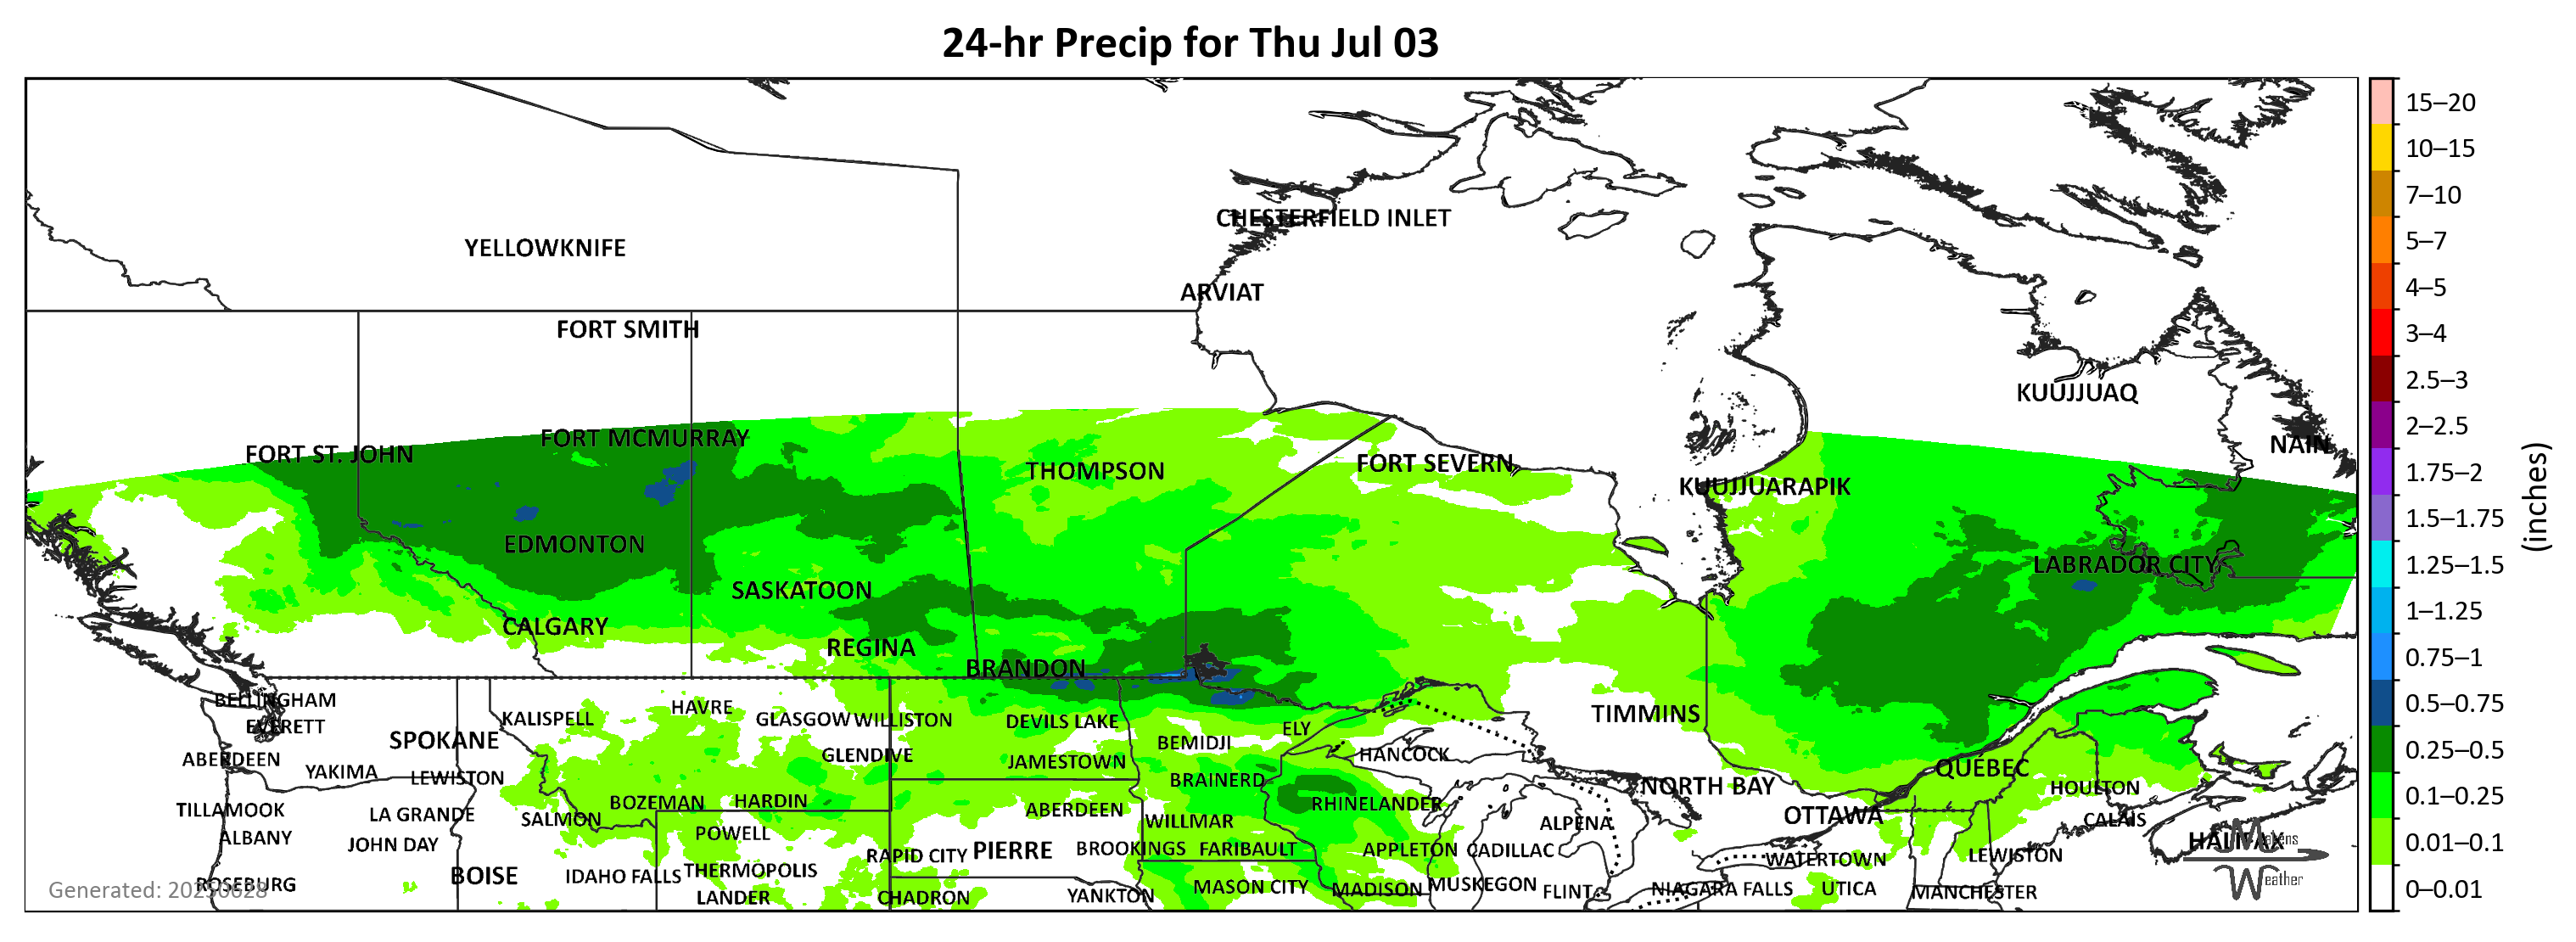 24-hr Precip for Thu Jul 03
CHESTERFIELD INLET
YELLOWKNIFE
ARVIAT
FORT SMITH
KUUJJUAQ
FORT MCMURRAY
NAIN
FORT ST. JOHN
THOMPSON
FORT SEVERN
KUUJJUARAPIK
EDMONTON
LABRADOR CITY
SASKATOON
CALGARY
REGINA
BRANDON
BELLINGHAM
HAVRE
KALISPELL
GLASGOW
WILLISTON
DEVILS LAKE
TIMMINS
EVERETT
ELY
SPOKANE
BEMIDJI
GLENDIVE
HANCOCK
ABERDEEN
JAMESTOWN
QUÉBEC
YAKIMA
LEWISTON
BRAINERD
NORTH BAY
HOULTON
BOZEMAN
HARDIN
RHINELANDER
TILLAMOOK
LA GRANDE
ABERDEEN
SALMON
WILLMAR
ALPENA
OTTAWA
CALAIS
ALBANY
POWELL
HALIFAX
JOHN DAY
BROOKINGS
FARIBAULT
APPLETON
CADILLAC
RAPID CITY
PIERRE
WATERTOWN
LEWISTON
BOISE
IDAHO FALLS
THERMOPOLIS
ROSEBURG
MASON CITY
MADISON
MUSKEGON
FLINT
NIAGARA FALLS
UTICA
MANCHESTER
LANDER
CHADRON
YANKTON
Generated: 20250628
Weather
15–20
10–15
7–10
5–7
4–5
3–4
2.5–3
2–2.5
1.75–2
1.5–1.75
1.25–1.5
1–1.25
0.75–1
0.5–0.75
0.25–0.5
0.1–0.25
0.01–0.1
0–0.01
(inches)